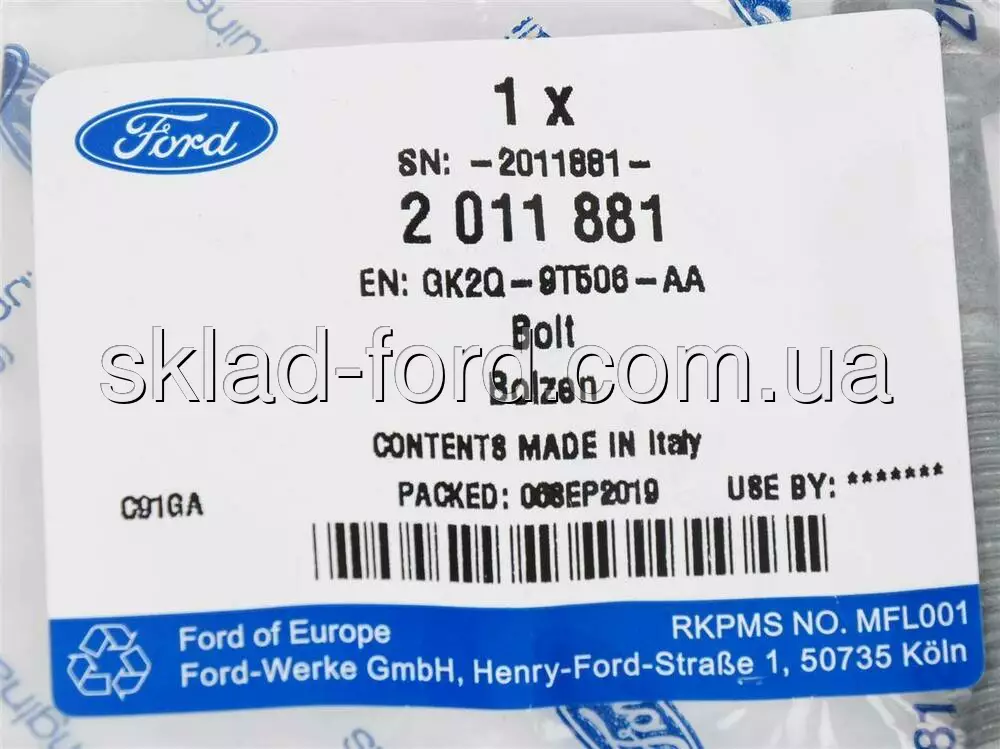 Ford
1 x
SN: -2011881-
2 011 881
EN: GK2Q-9T506-AA
Bolt
sklad-ford.com.ua
Bolzen
CONTENTS MADE IN Italy
PACKED: 06SEP2019
USE BY: *******
C91GA
Ford of Europe
RKPMS NO. MFL001
Ford-Werke GmbH, Henry-Ford-Straße 1, 50735 Köln